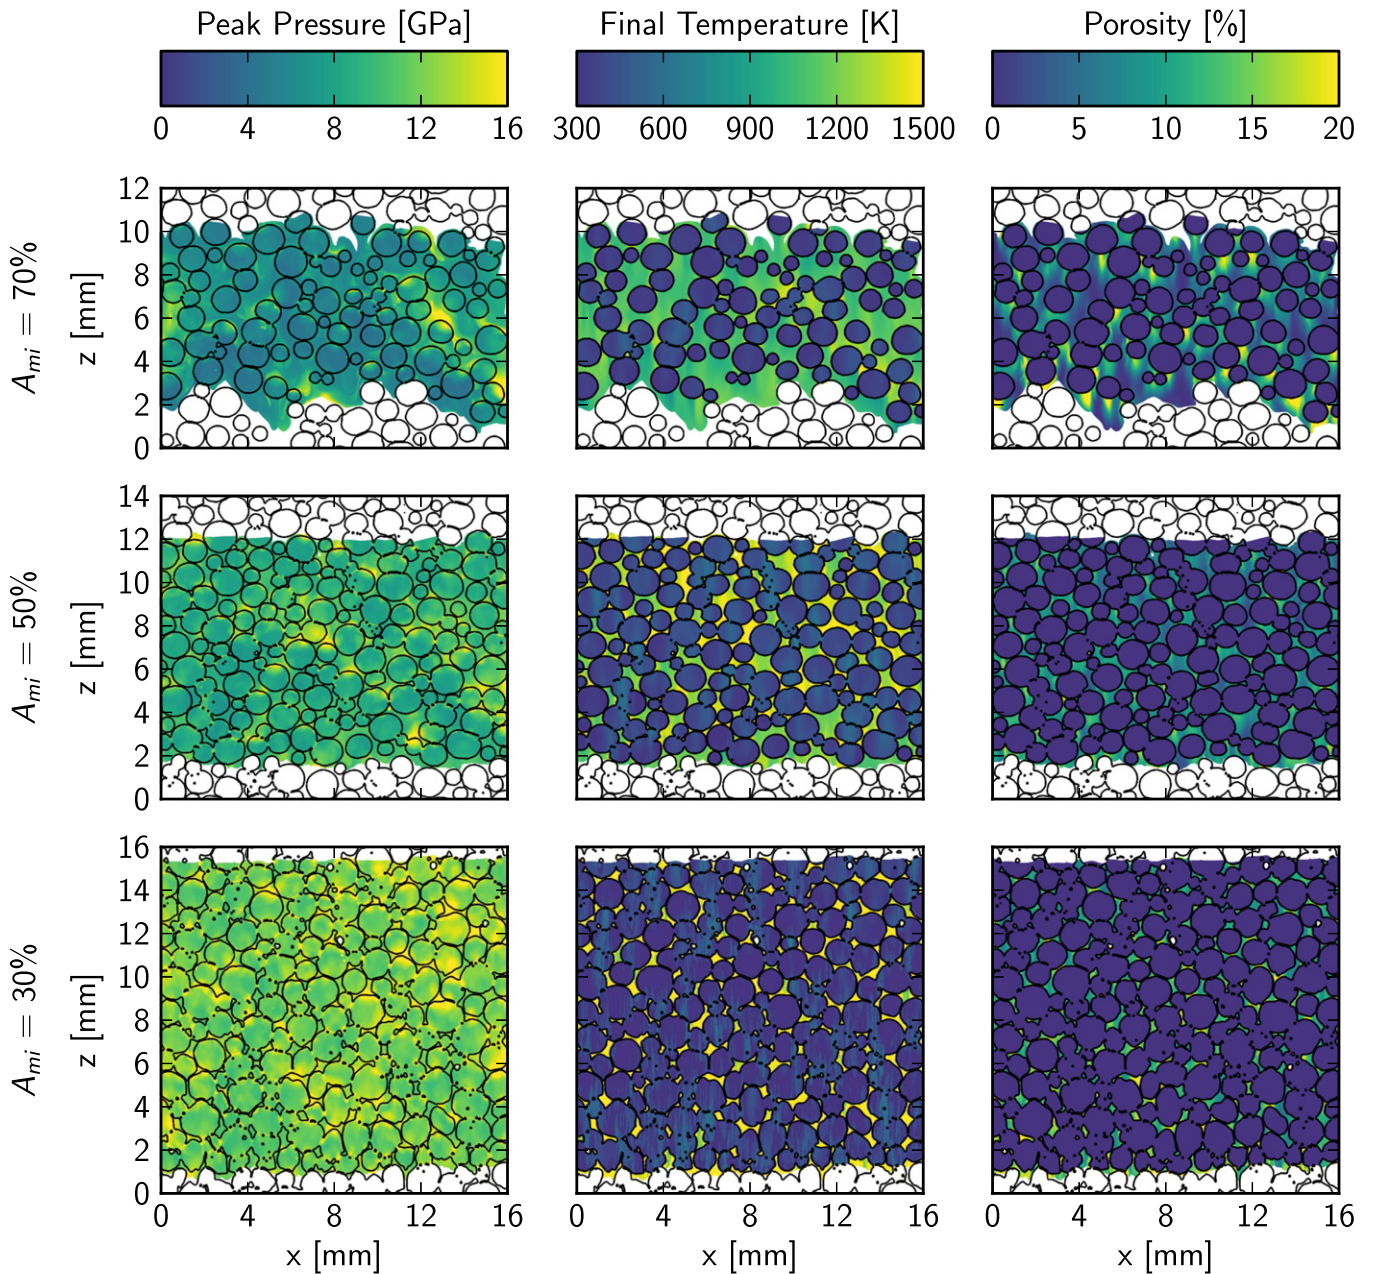 Peak Pressure [GPa] Final Temperature [K] Porosity [%]
0 4 8 12 16 300 600 900 1200 1500 0 5 10 15 20
A_mi = 70%
z [mm]
12
10
8
6
4
2
0
A_mi = 50%
z [mm]
14
12
10
8
6
4
2
0
A_mi = 30%
z [mm]
16
14
12
10
8
6
4
2
0
0 4 8 12 16 0 4 8 12 16 0 4 8 12 16
x [mm] x [mm] x [mm]